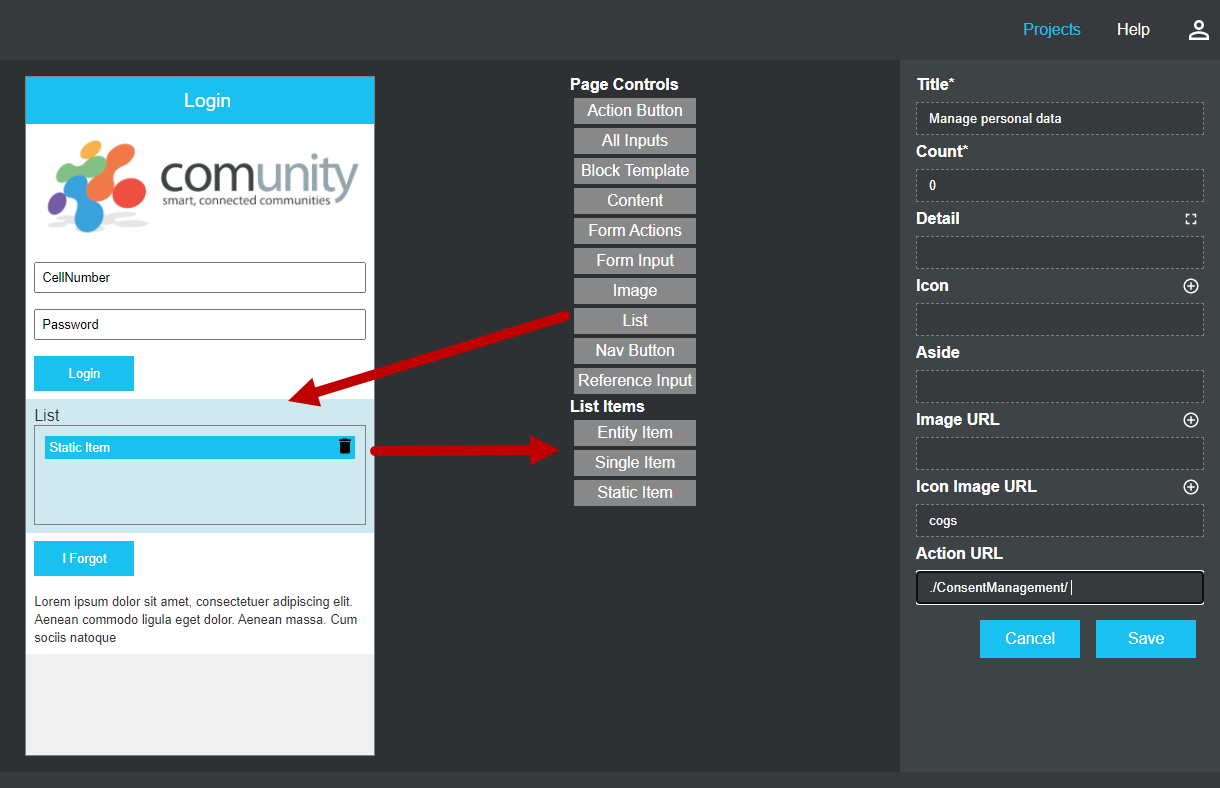 Projects
Help
Login
comunity
smart, connected communities
CellNumber
Password
Login
List
Static Item
I Forgot
Lorem ipsum dolor sit amet, consectetuer adipiscing elit.
Aenean commodo ligula eget dolor. Aenean massa. Cum
sociis natoque
Page Controls
Action Button
All Inputs
Block Template
Content
Form Actions
Form Input
Image
List
Nav Button
Reference Input
List Items
Entity Item
Single Item
Static Item
Title*
Manage personal data
Count*
0
Detail
Icon
Aside
Image URL
Icon Image URL
cogs
Action URL
./ConsentManagement/
Cancel
Save